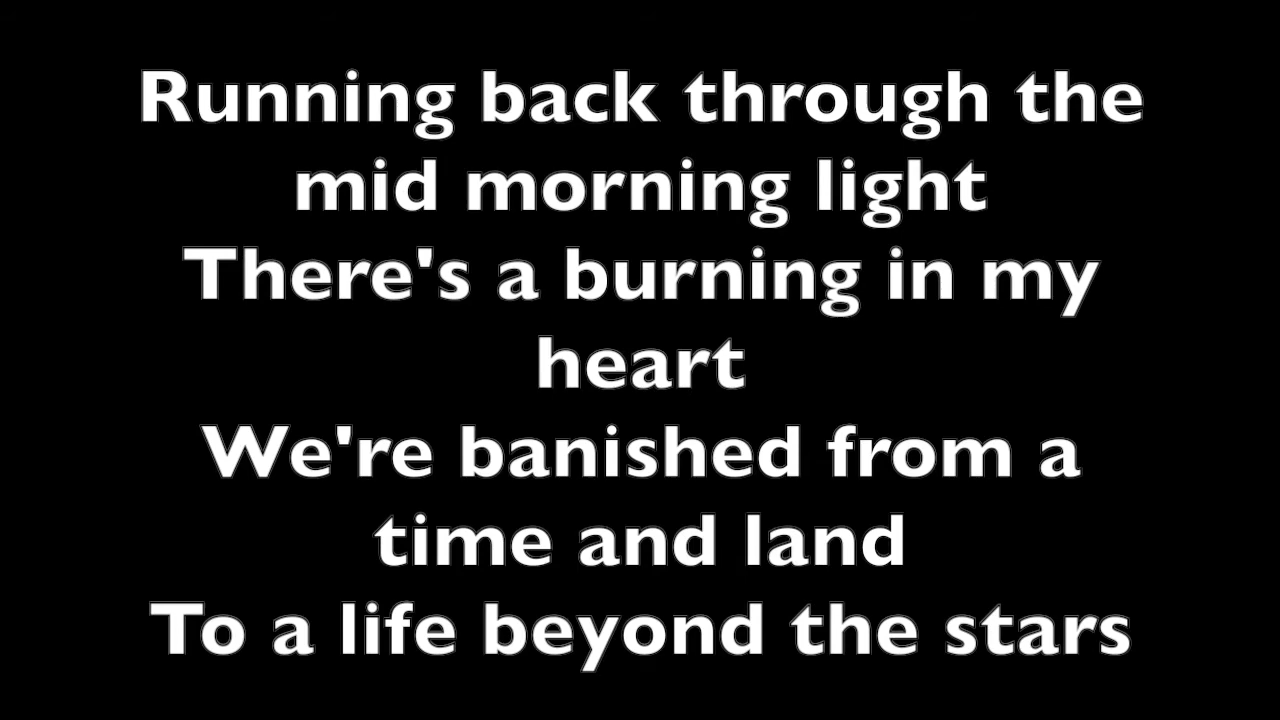 Running back through the
mid morning light
There's a burning in my
heart
We're banished from a
time and land
To a life beyond the stars